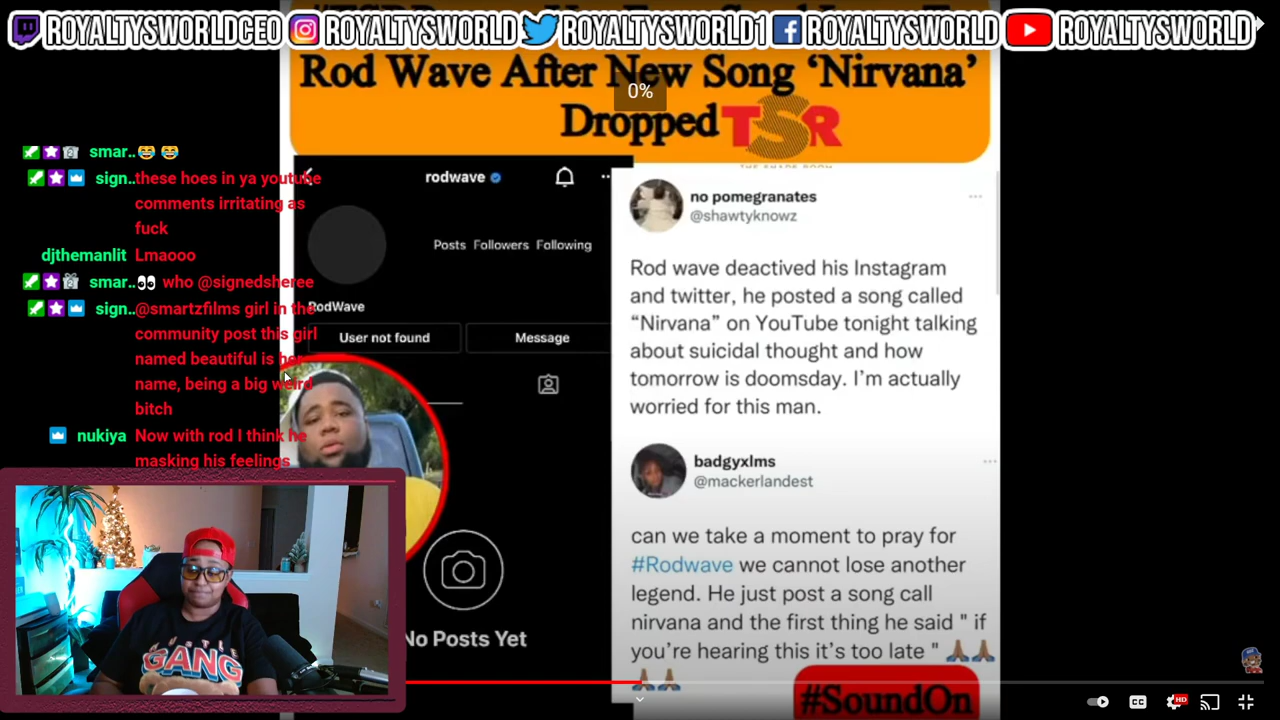 ROYALTYSWORLDCEO ROYALTYSWORLD ROYALTYSWORLD1 ROYALTYSWORLD ROYALTYSWORLD
Rod Wave After New Song ‘Nirvana’
Dropped TSR
THE SHADE ROOM
0%
smar.. 😂 😂
sign.. these hoes in ya youtube
comments irritating as
fuck
djthemanlit Lmaooo
smar.. 👀 who @signedsheree
sign.. @smartzfilms girl in the
community post this girl
named beautiful is her
name, being a big weird
bitch
nukiya Now with rod I think he
masking his feelings
rodwave
Posts Followers Following
RodWave
User not found Message
No Posts Yet
no pomegranates
@shawtyknowz
Rod wave deactived his Instagram
and twitter, he posted a song called
“Nirvana” on YouTube tonight talking
about suicidal thought and how
tomorrow is doomsday. I’m actually
worried for this man.
badgyxlms
@mackerlandest
can we take a moment to pray for
#Rodwave we cannot lose another
legend. He just post a song call
nirvana and the first thing he said " if
you’re hearing this it’s too late " 🙏🏾🙏🏾
🙏🏾🙏🏾
#SoundOn
GANG
CC HD